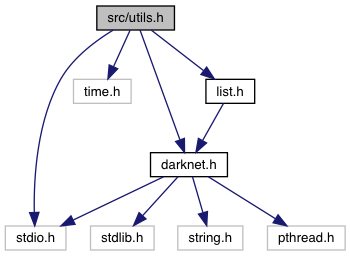 src/utils.h
time.h
list.h
darknet.h
stdio.h
stdlib.h
string.h
pthread.h